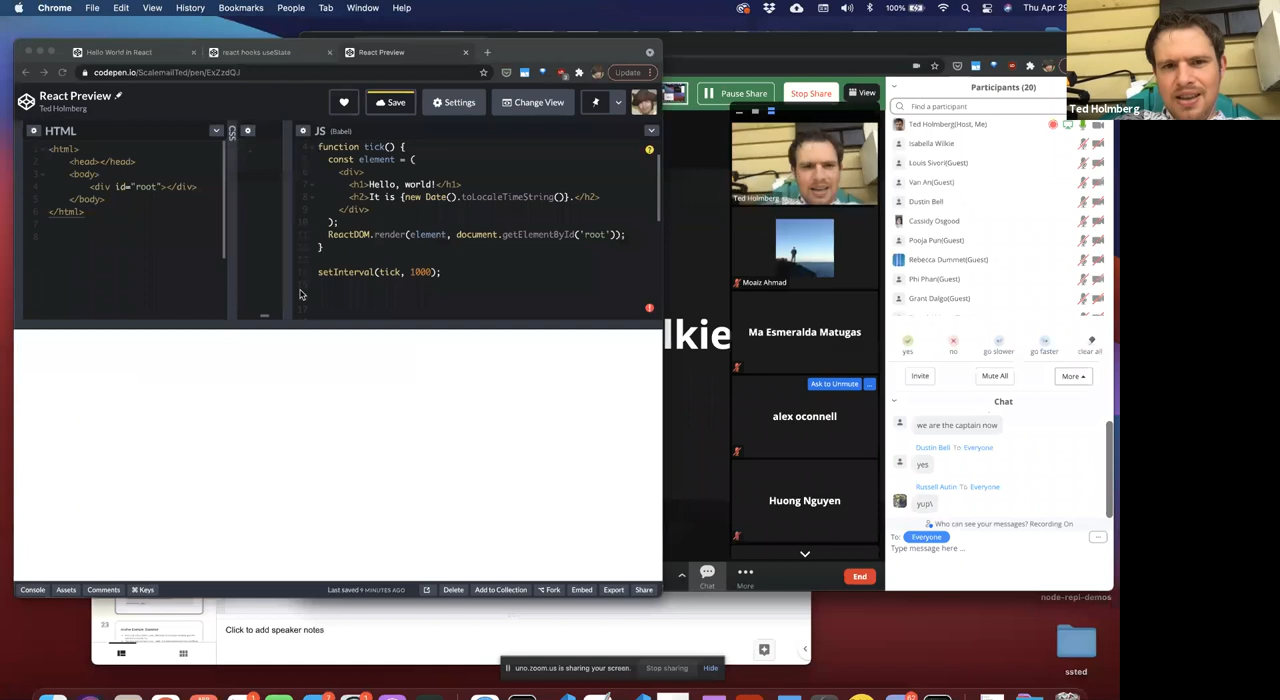 Chrome File Edit View History Bookmarks People Tab Window Help
100% Thu Apr 29
Hello World in React
react hooks useState
React Preview
codepen.io/ScalemailTed/pen/ExZzdQJ
Update
React Preview
Ted Holmberg
Save
Settings
Change View
HTML
<html>
<head></head>
<body>
<div id="root"></div>
</body>
</html>
CSS
JS (Babel)
function tick() {
const element = (
<div>
<h1>Hello, world!</h1>
<h2>It is {new Date().toLocaleTimeString()}.</h2>
</div>
);
ReactDOM.render(element, document.getElementById('root'));
}
setInterval(tick, 1000);
Console Assets Comments ⌘ Keys
Last saved 9 MINUTES AGO
Delete Add to Collection Fork Embed Export Share
Pause Share
Stop Share
View
lkie
Ted Holmberg
Moaiz Ahmad
Ma Esmeralda Matugas
Ask to Unmute ...
alex oconnell
Huong Nguyen
Chat
More
End
Ted Holmberg
Participants (20)
Find a participant
Ted Holmberg(Host, Me)
Isabella Wilkie
Louis Sivori(Guest)
Van An(Guest)
Dustin Bell
Cassidy Osgood
Pooja Pun(Guest)
Rebecca Dummet(Guest)
Phi Phan(Guest)
Grant Dalgo(Guest)
yes no go slower go faster clear all
Invite Mute All More
Chat
we are the captain now
Dustin Bell To Everyone
yes
Russell Autin To Everyone
yup\
Who can see your messages? Recording On
To: Everyone
Type message here ...
23
Click to add speaker notes
uno.zoom.us is sharing your screen. Stop sharing Hide
node-repi-demos
ssted